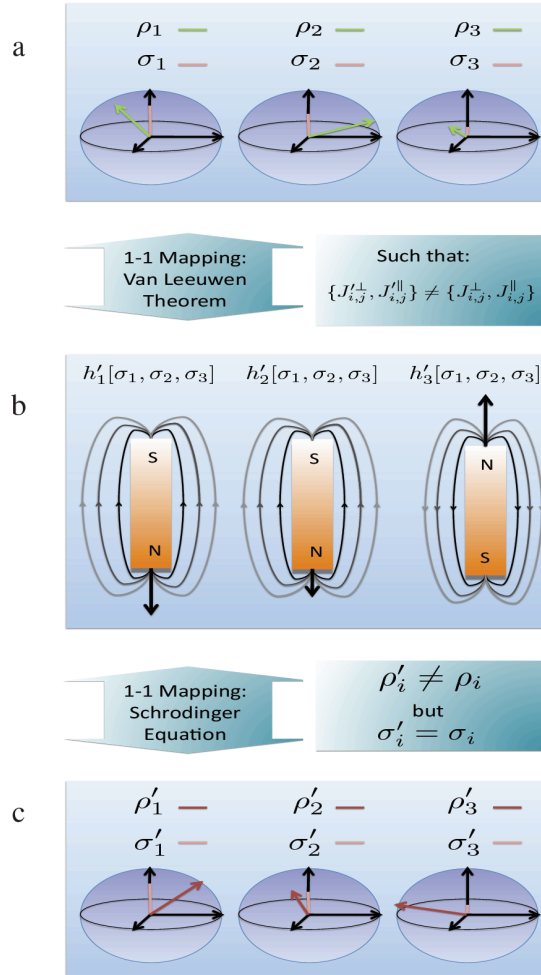 a
ρ₁ ρ₂ ρ₃
σ₁ σ₂ σ₃
1-1 Mapping:
Van Leeuwen
Theorem
Such that:
{J′⊥i,j, J′∥i,j} ≠ {J⊥i,j, J∥i,j}
b
h′₁[σ₁, σ₂, σ₃] h′₂[σ₁, σ₂, σ₃] h′₃[σ₁, σ₂, σ₃]
S S N
N N S
1-1 Mapping:
Schrodinger
Equation
ρ′ᵢ ≠ ρᵢ
but
σ′ᵢ = σᵢ
c
ρ′₁ ρ′₂ ρ′₃
σ′₁ σ′₂ σ′₃